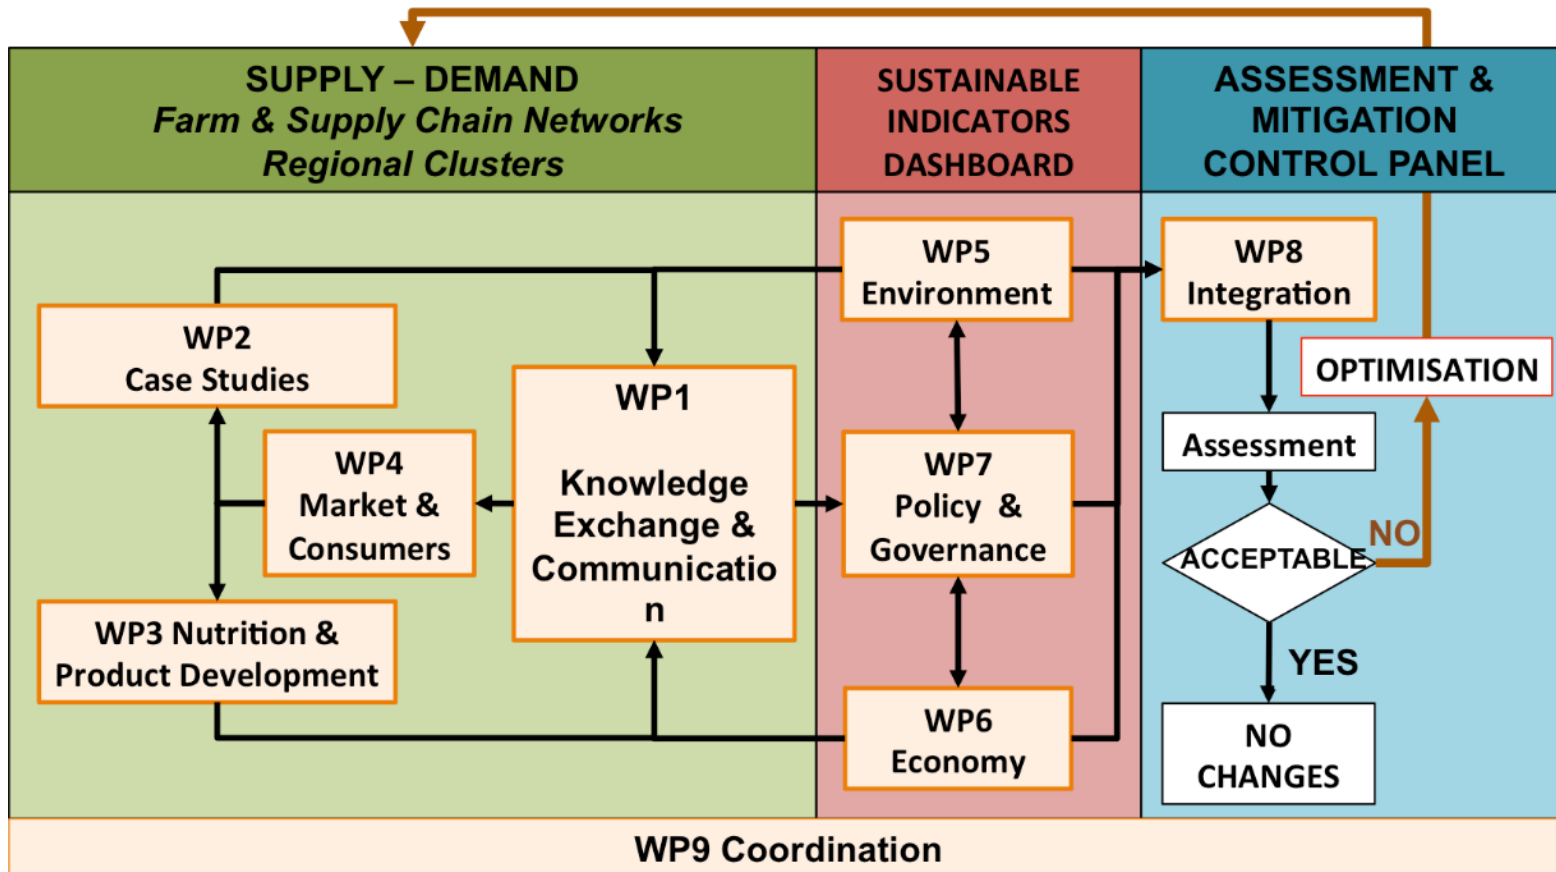 SUPPLY – DEMAND
Farm & Supply Chain Networks
Regional Clusters
SUSTAINABLE
INDICATORS
DASHBOARD
ASSESSMENT &
MITIGATION
CONTROL PANEL
WP2
Case Studies
WP4
Market &
Consumers
WP3 Nutrition &
Product Development
WP1
Knowledge
Exchange &
Communicatio
n
WP5
Environment
WP7
Policy &
Governance
WP6
Economy
WP8
Integration
OPTIMISATION
Assessment
ACCEPTABLE
NO
YES
NO
CHANGES
WP9 Coordination